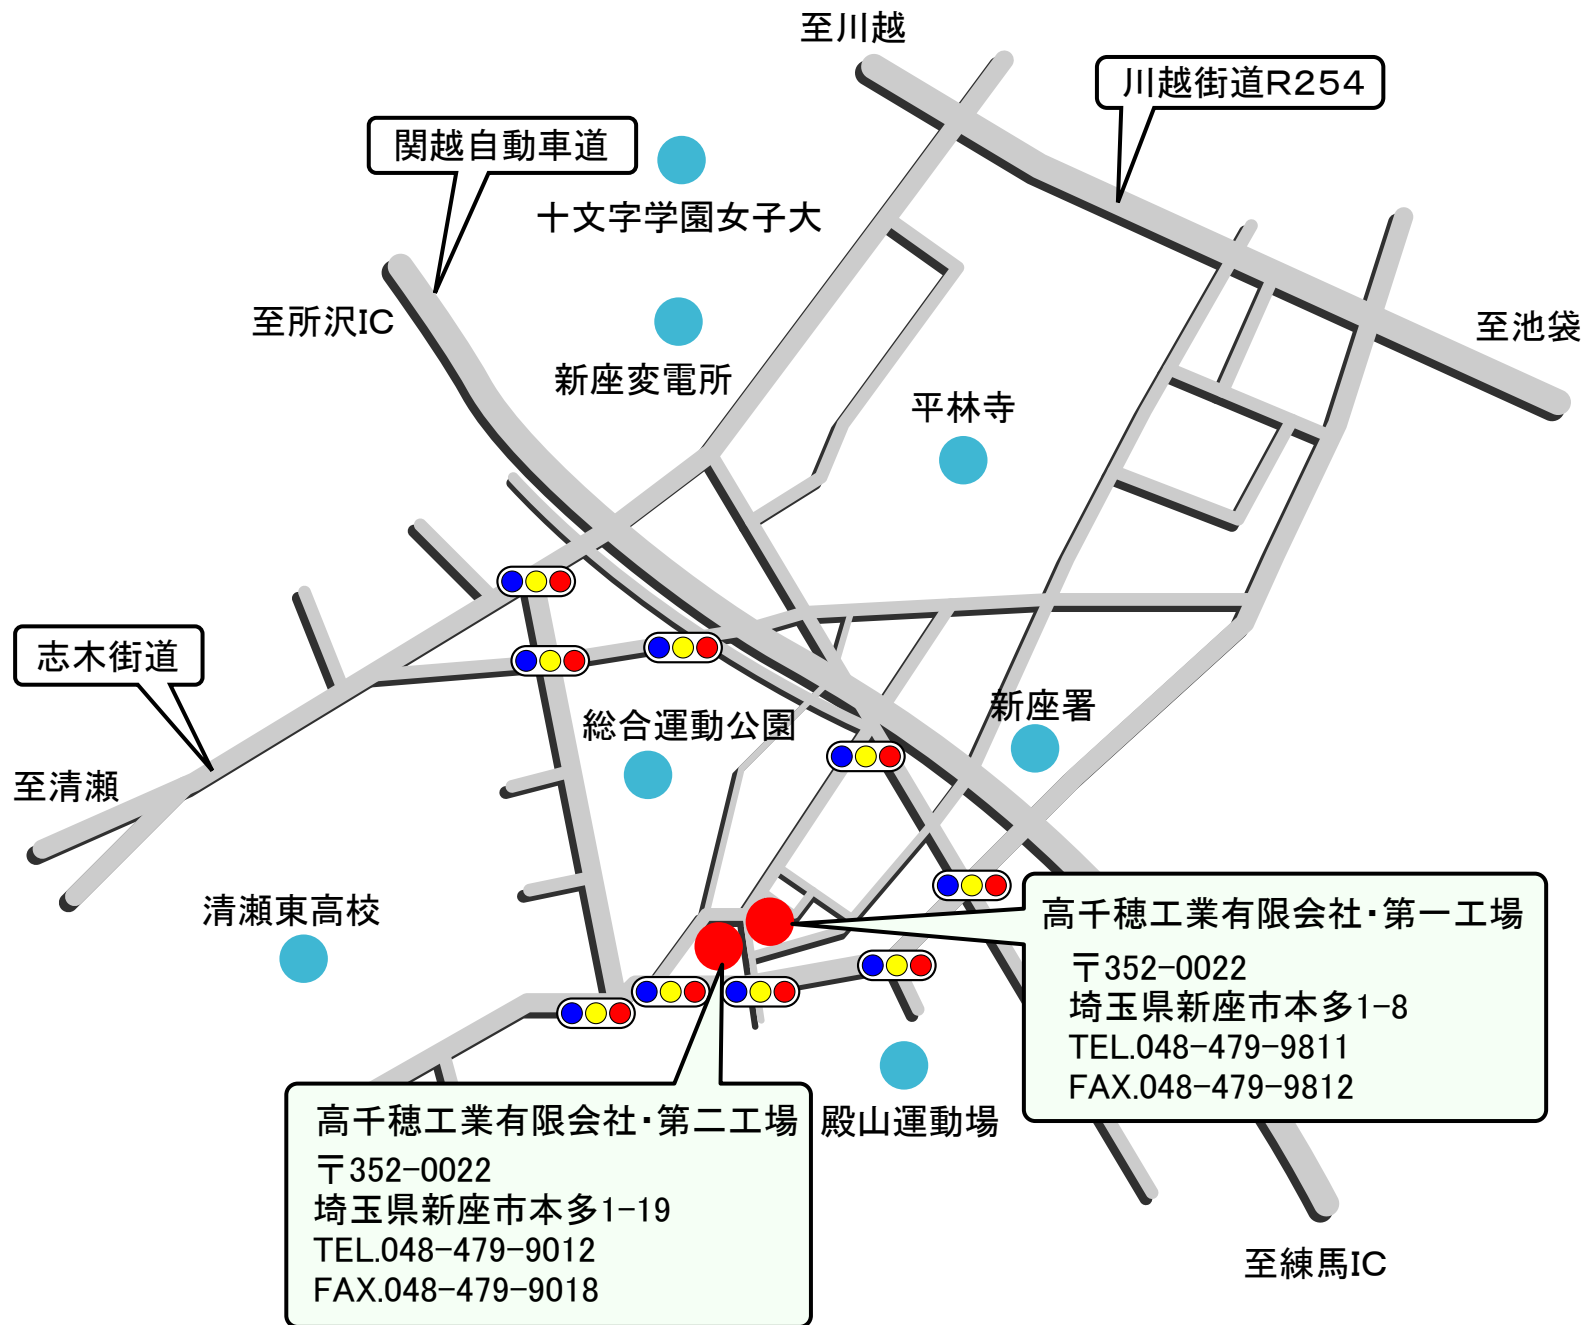 至川越
川越街道R254
関越自動車道
十文字学園女子大
至所沢IC
至池袋
新座変電所
平林寺
志木街道
新座署
総合運動公園
至清瀬
清瀬東高校
高千穂工業有限会社・第一工場
〒352-0022
埼玉県新座市本多1-8
TEL.048-479-9811
FAX.048-479-9812
高千穂工業有限会社・第二工場
〒352-0022
埼玉県新座市本多1-19
TEL.048-479-9012
FAX.048-479-9018
殿山運動場
至練馬IC